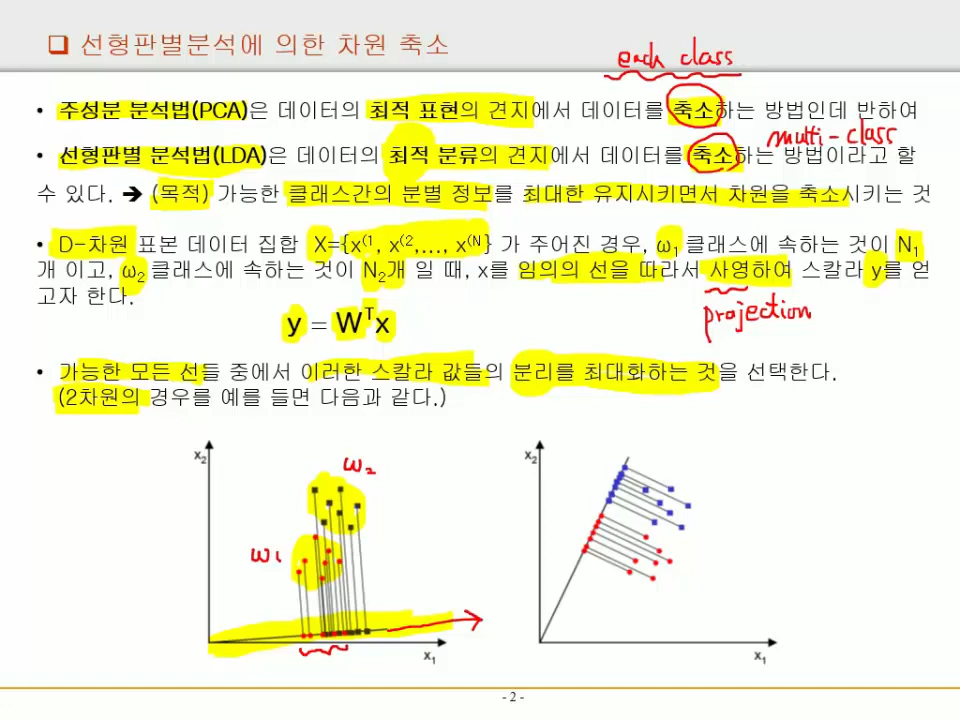 ❑ 선형판별분석에 의한 차원 축소
each class
• 주성분 분석법(PCA)은 데이터의 최적 표현의 견지에서 데이터를 축소하는 방법인데 반하여
multi-class
• 선형판별 분석법(LDA)은 데이터의 최적 분류의 견지에서 데이터를 축소하는 방법이라고 할
수 있다. ➔ (목적) 가능한 클래스간의 분별 정보를 최대한 유지시키면서 차원을 축소시키는 것
• D-차원 표본 데이터 집합 X={x(1, x(2,..., x(N} 가 주어진 경우, ω1 클래스에 속하는 것이 N1
개 이고, ω2 클래스에 속하는 것이 N2개 일 때, x를 임의의 선을 따라서 사영하여 스칼라 y를 얻
고자 한다.
projection
y = WTx
• 가능한 모든 선들 중에서 이러한 스칼라 값들의 분리를 최대화하는 것을 선택한다.
(2차원의 경우를 예를 들면 다음과 같다.)
x2
ω2
ω1
x1
x2
x1
- 2 -